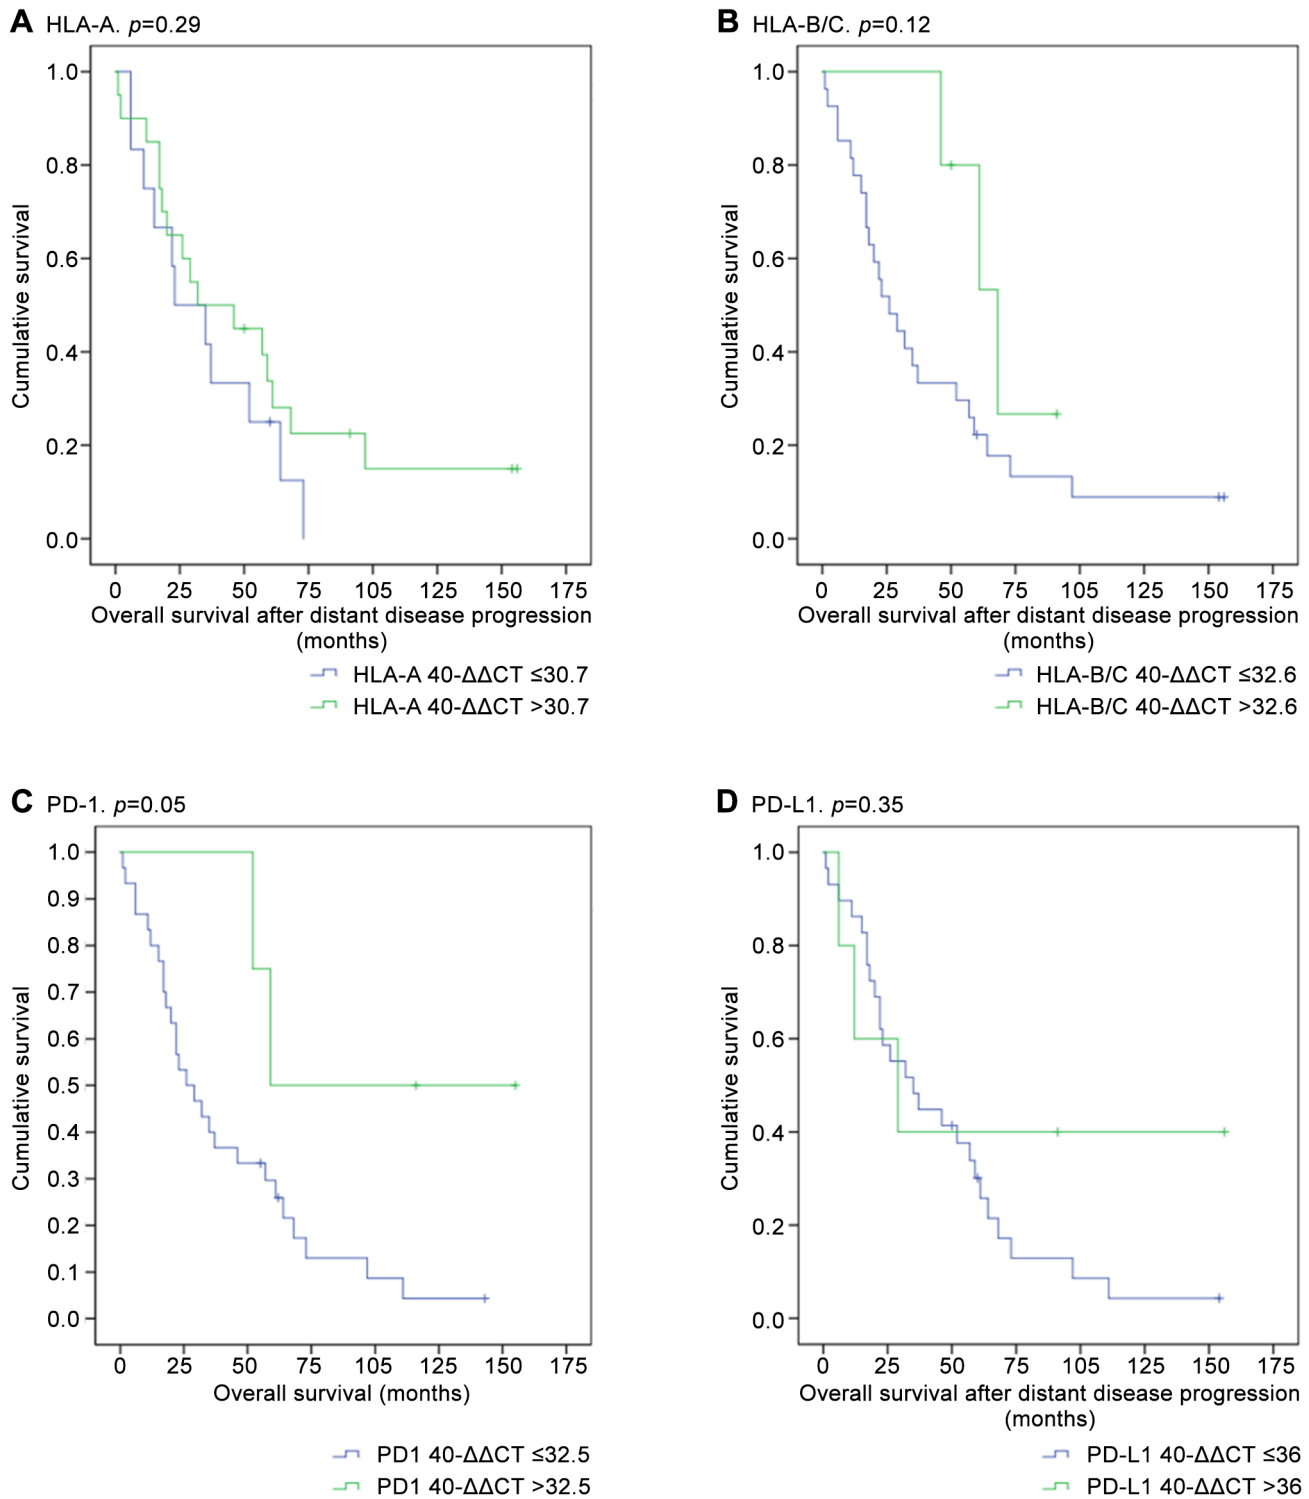 A HLA-A. p=0.29
1.0
0.8
0.6
0.4
0.2
0.0
Cumulative survival
0 25 50 75 105 125 150 175
Overall survival after distant disease progression
(months)
HLA-A 40-ΔΔCT ≤30.7
HLA-A 40-ΔΔCT >30.7
B HLA-B/C. p=0.12
1.0
0.8
0.6
0.4
0.2
0.0
Cumulative survival
0 25 50 75 105 125 150 175
Overall survival after distant disease progression
(months)
HLA-B/C 40-ΔΔCT ≤32.6
HLA-B/C 40-ΔΔCT >32.6
C PD-1. p=0.05
1.0
0.9
0.8
0.7
0.6
0.5
0.4
0.3
0.2
0.1
0.0
Cumulative survival
0 25 50 75 105 125 150 175
Overall survival (months)
PD1 40-ΔΔCT ≤32.5
PD1 40-ΔΔCT >32.5
D PD-L1. p=0.35
1.0
0.8
0.6
0.4
0.2
0.0
Cumulative survival
0 25 50 75 105 125 150 175
Overall survival after distant disease progression
(months)
PD-L1 40-ΔΔCT ≤36
PD-L1 40-ΔΔCT >36